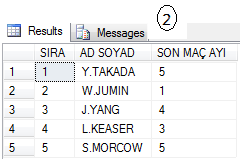 Results Messages 2
SIRA AD SOYAD SON MAÇ AYI
1 1 Y.TAKADA 5
2 2 W.JUMIN 1
3 3 J.YANG 4
4 4 L.KEASER 3
5 5 S.MORCOW 5